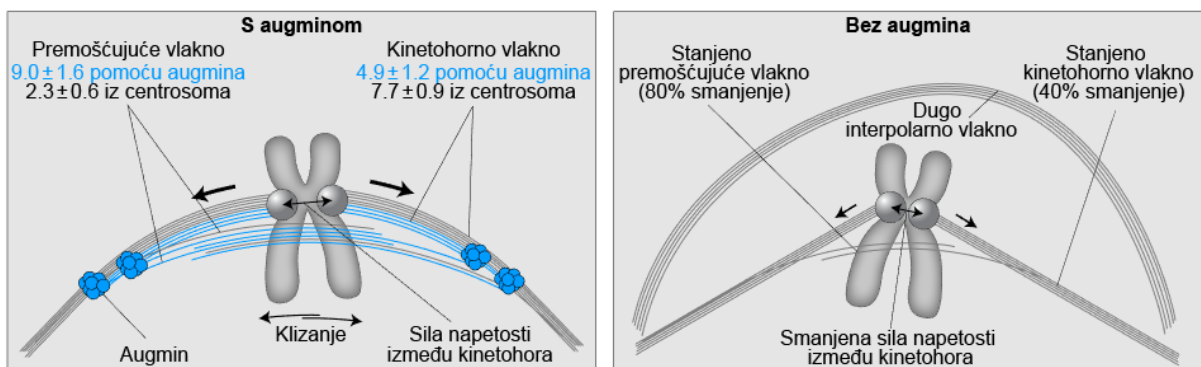 S augminom
Premošćujuće vlakno
9.0±1.6 pomoću augmina
2.3±0.6 iz centrosoma
Kinetohorno vlakno
4.9±1.2 pomoću augmina
7.7±0.9 iz centrosoma
Augmin
Klizanje
Sila napetosti
između kinetohora
Bez augmina
Stanjeno
premošćujuće vlakno
(80% smanjenje)
Stanjeno
kinetohorno vlakno
(40% smanjenje)
Dugo
interpolarno vlakno
Smanjena sila napetosti
između kinetohora